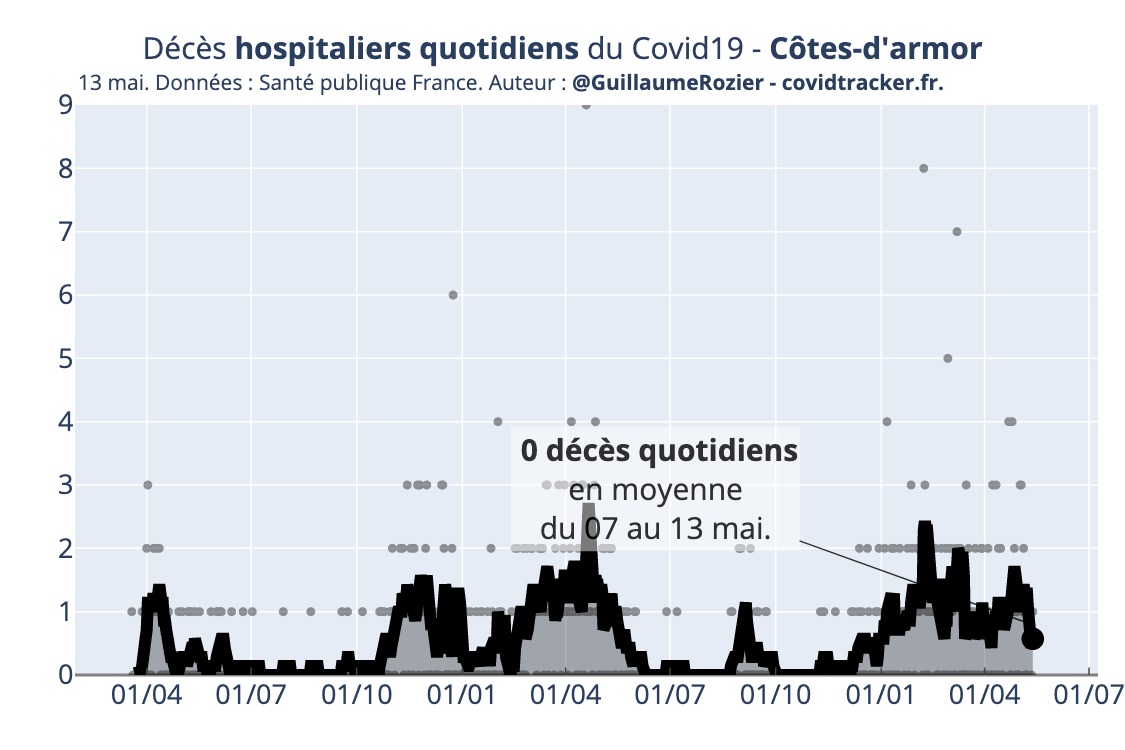 Décès hospitaliers quotidiens du Covid19 - Côtes-d'armor
13 mai. Données : Santé publique France. Auteur : @GuillaumeRozier - covidtracker.fr.
9
8
7
6
5
4
3
2
1
0
0 décès quotidiens
en moyenne
du 07 au 13 mai.
01/04 01/07 01/10 01/01 01/04 01/07 01/10 01/01 01/04 01/07